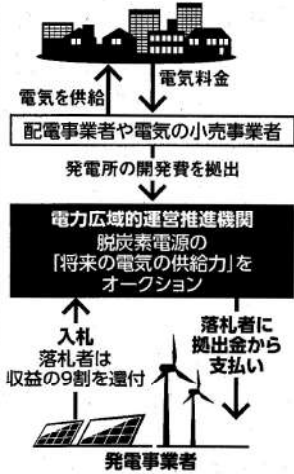 電気を供給
電気料金
配電事業者や電気の小売事業者
発電所の開発費を拠出
電力広域的運営推進機関
脱炭素電源の
「将来の電気の供給力」を
オークション
入札
落札者は
収益の9割を還付
落札者に
拠出金から
支払い
発電事業者